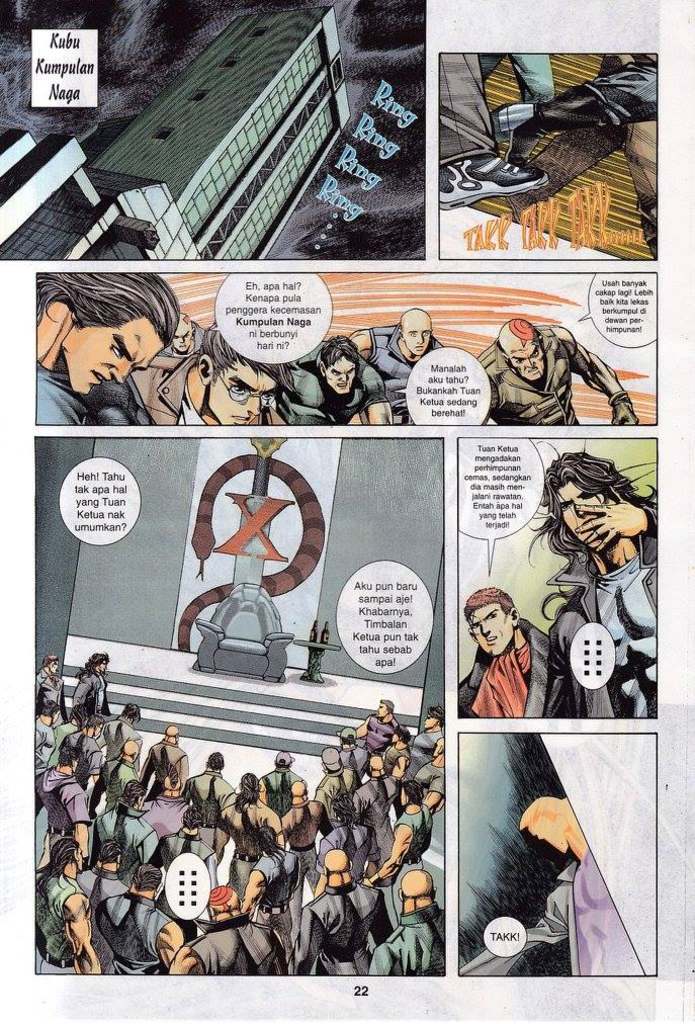 Kubu
Kumpulan
Naga
Ring
Ring
Ring
Ring...
TAKK TAKK TAKK.......
Eh, apa hal?
Kenapa pula
penggera kecemasan
Kumpulan Naga
ni berbunyi
hari ni?
Manalah
aku tahu?
Bukankah Tuan
Ketua sedang
berehat!
Usah banyak
cakap lagi! Lebih
baik kita lekas
berkumpul di
dewan per-
himpunan!
Heh! Tahu
tak apa hal
yang Tuan
Ketua nak
umumkan?
X
Aku pun baru
sampai aje!
Khabarnya,
Timbalan
Ketua pun tak
tahu sebab
apa!
Tuan Ketua
mengadakan
perhimpunan
cemas, sedangkan
dia masih men-
jalani rawatan.
Entah apa hal
yang telah
terjadi!
TAKK!
22